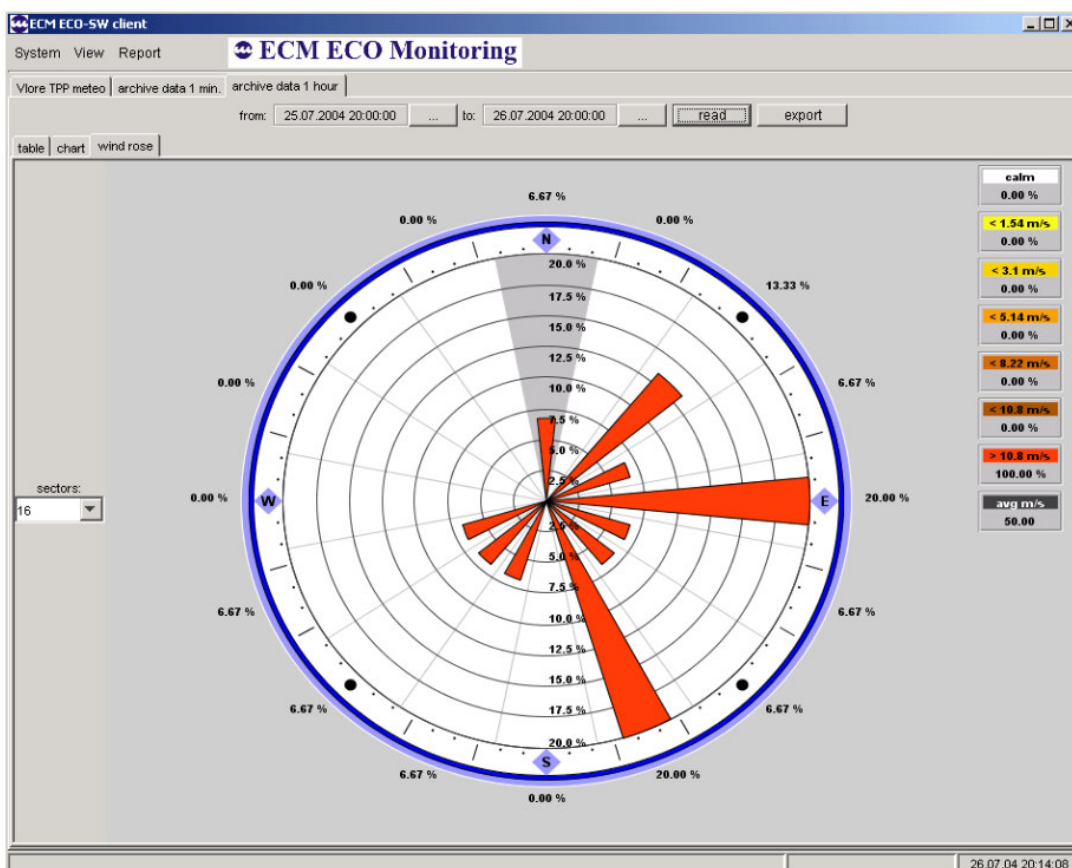 ECM ECO-SW client
System View Report
ECM ECO Monitoring
Vlore TPP meteo archive data 1 min. archive data 1 hour
from: 25.07.2004 20:00:00 ... to: 26.07.2004 20:00:00 ... read export
table chart wind rose
calm
0.00 %
< 1.54 m/s
0.00 %
< 3.1 m/s
0.00 %
< 5.14 m/s
0.00 %
< 8.22 m/s
0.00 %
< 10.8 m/s
0.00 %
> 10.8 m/s
100.00 %
avg m/s
50.00
sectors:
16
6.67 %
0.00 % 0.00 %
N
20.0 %
0.00 % 13.33 %
17.5 %
15.0 %
12.5 %
0.00 % 6.67 %
10.0 %
7.5 %
5.0 %
2.5 %
0.00 % W E 20.00 %
2.5 %
5.0 %
7.5 %
6.67 % 6.67 %
10.0 %
12.5 %
15.0 %
6.67 % 6.67 %
17.5 %
20.0 %
S
6.67 % 20.00 %
0.00 %
26.07.04 20:14:08